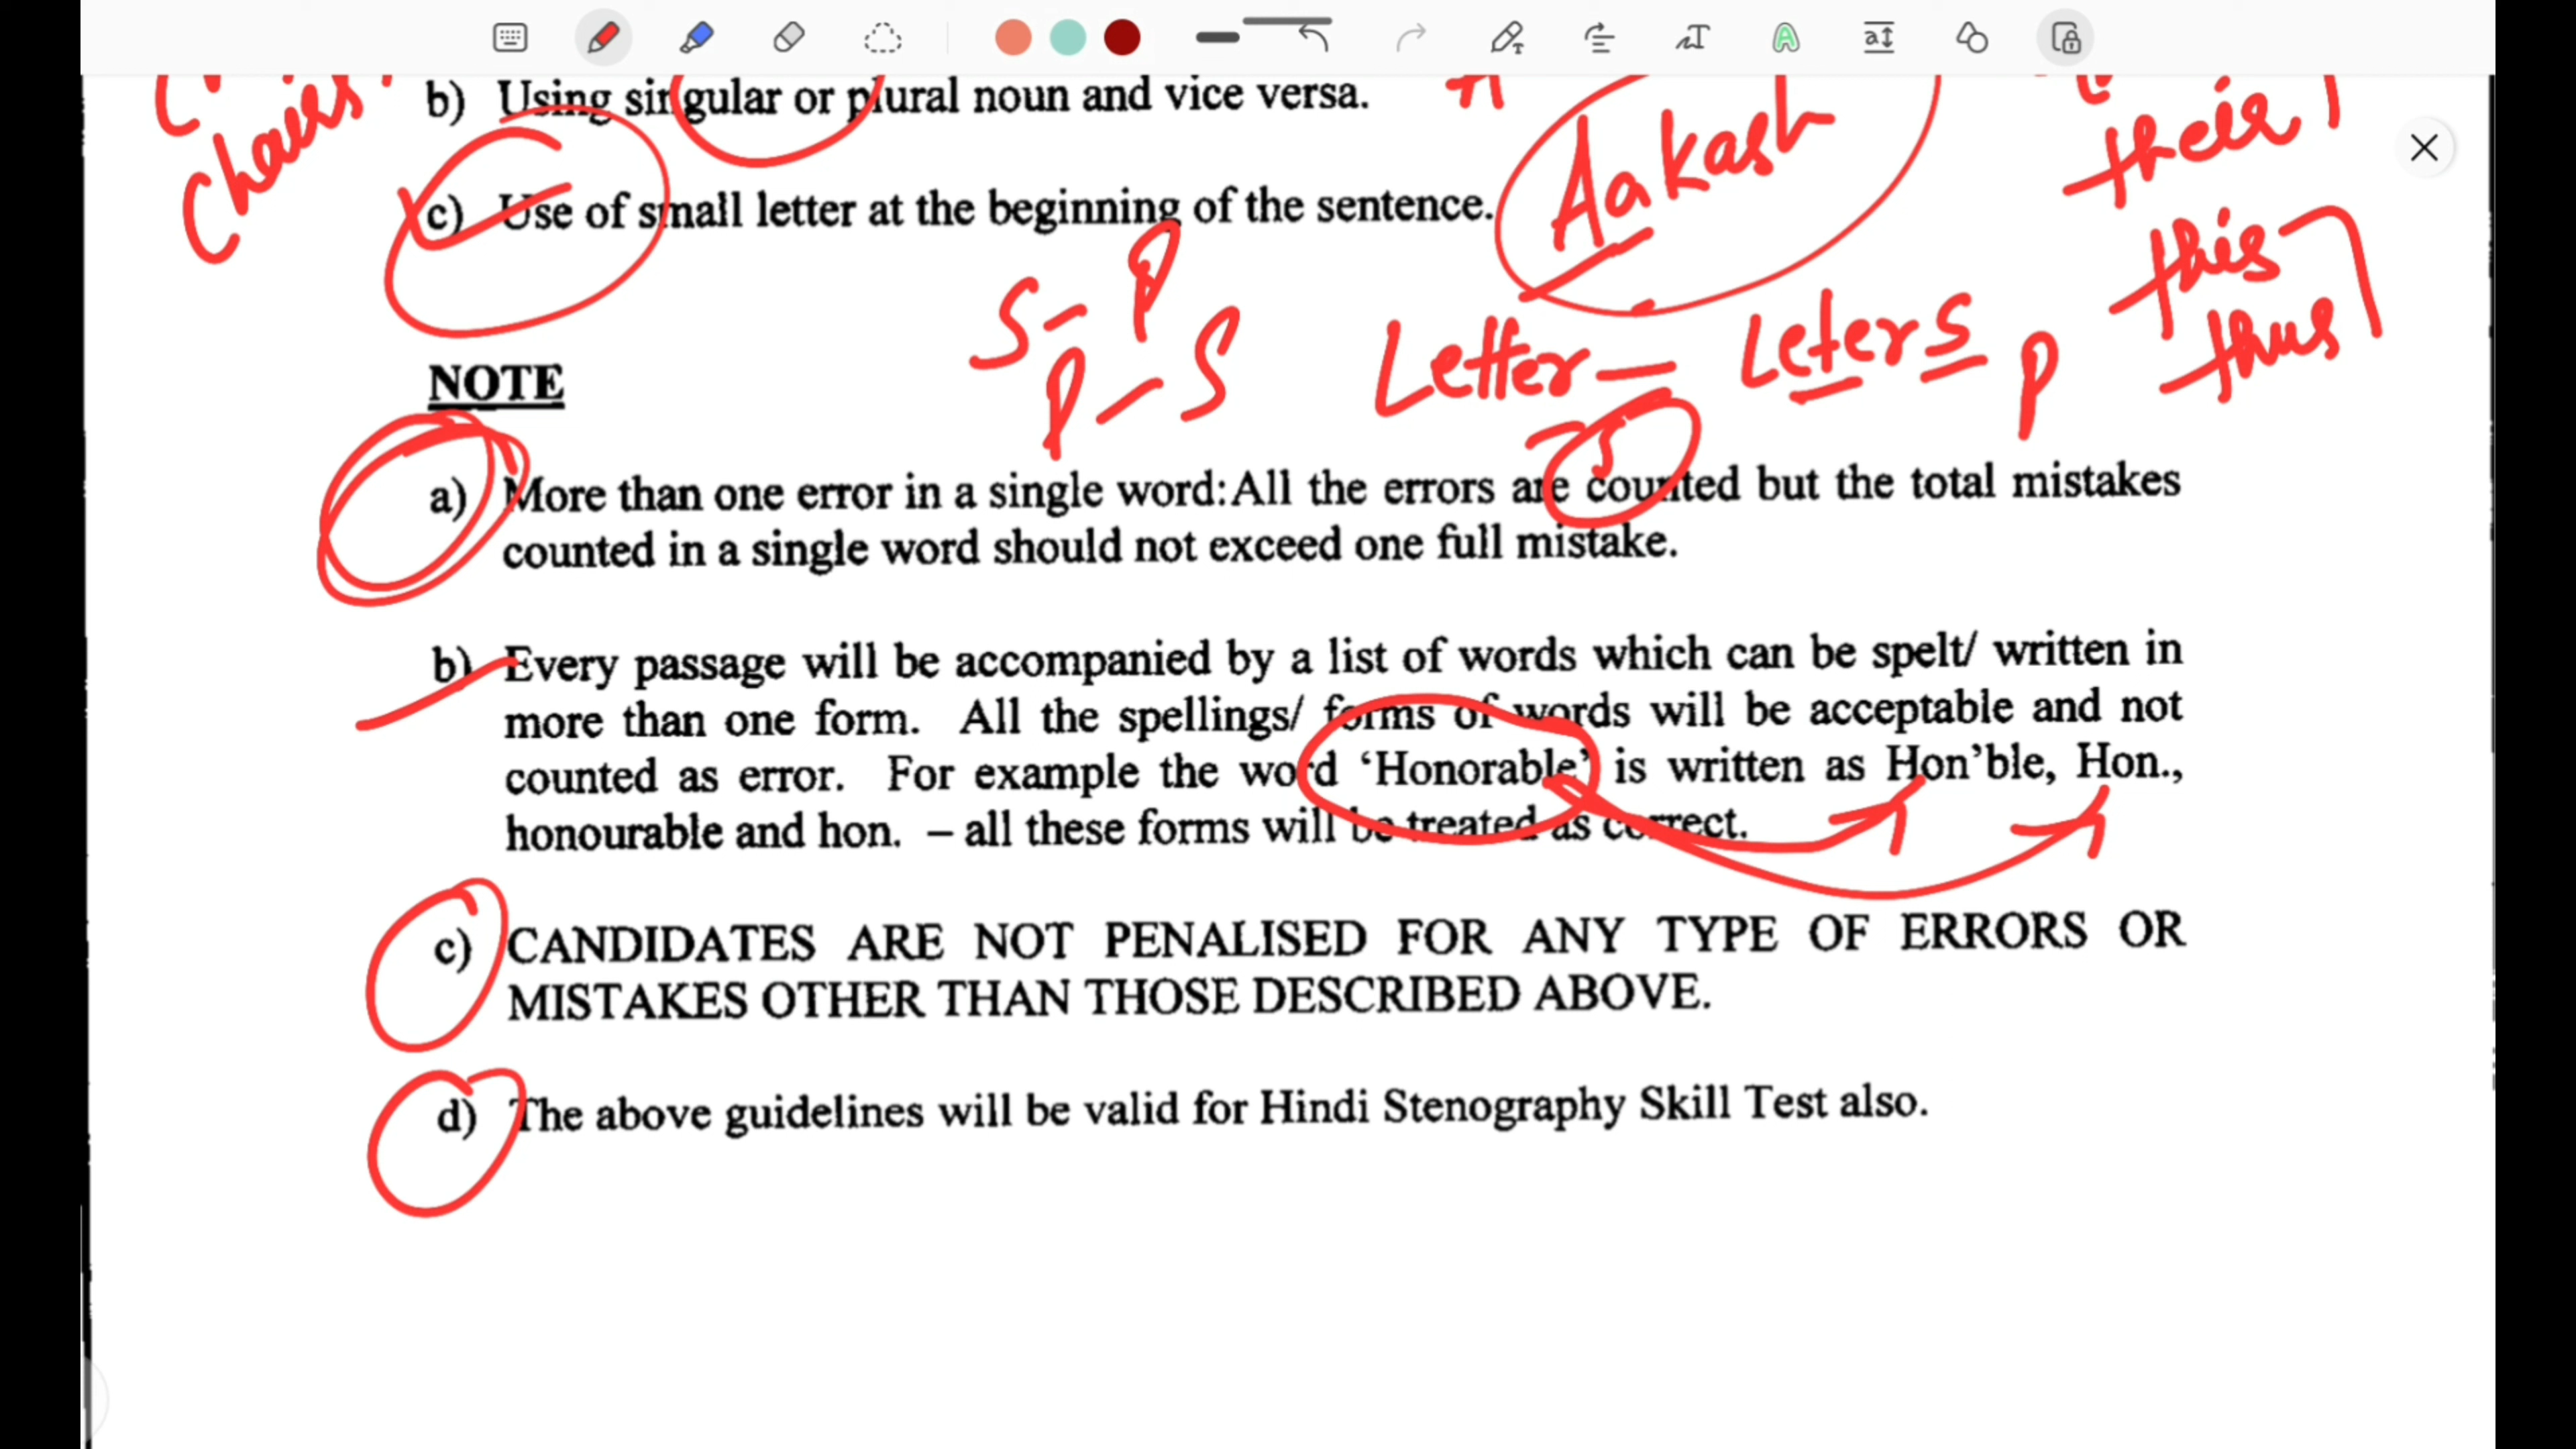 b) Using singular or plural noun and vice versa.
Chairs
Aakash
their
c) Use of small letter at the beginning of the sentence.
this
thus
S - P
P - S
Letter - Leters P
NOTE
5
a) More than one error in a single word:All the errors are counted but the total mistakes
counted in a single word should not exceed one full mistake.
b) Every passage will be accompanied by a list of words which can be spelt/ written in
more than one form. All the spellings/ forms of words will be acceptable and not
counted as error. For example the word ‘Honorable’ is written as Hon’ble, Hon.,
honourable and hon. – all these forms will be treated as correct.
c) CANDIDATES ARE NOT PENALISED FOR ANY TYPE OF ERRORS OR
MISTAKES OTHER THAN THOSE DESCRIBED ABOVE.
d) The above guidelines will be valid for Hindi Stenography Skill Test also.